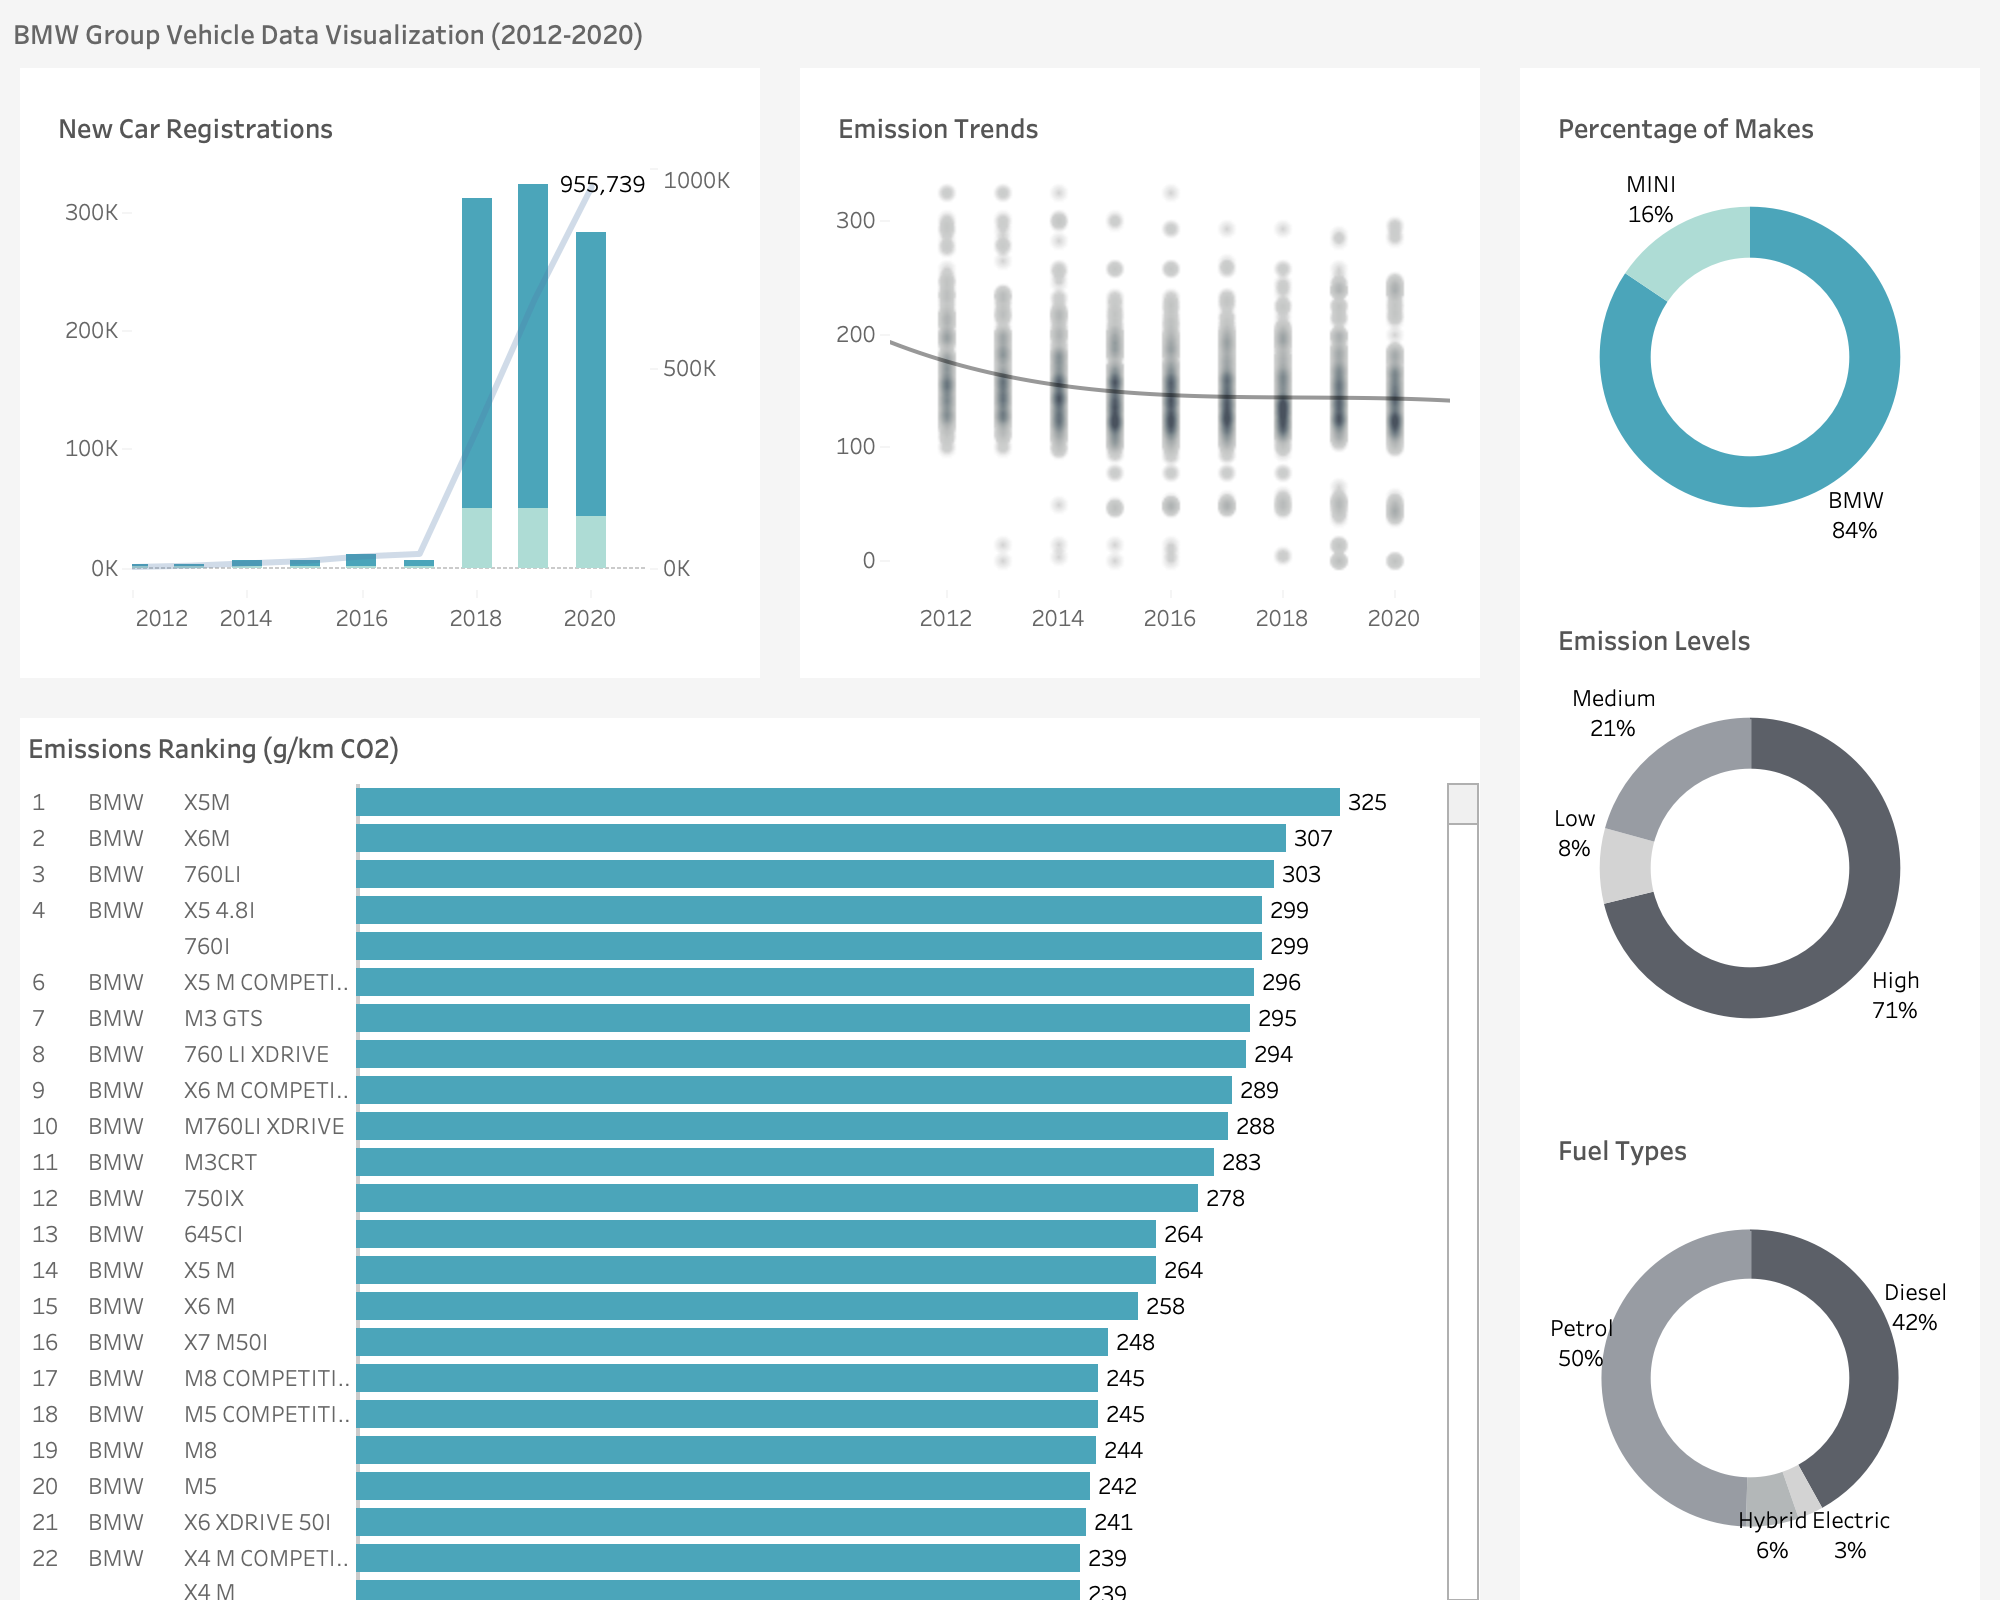 BMW Group Vehicle Data Visualization (2012-2020)
New Car Registrations
955,739
1000K
300K
200K
500K
100K
0K
0K
2012 2014 2016 2018 2020
Emission Trends
300
200
100
0
2012 2014 2016 2018 2020
Percentage of Makes
MINI
16%
BMW
84%
Emission Levels
Medium
21%
Low
8%
High
71%
Fuel Types
Diesel
42%
Petrol
50%
Hybrid Electric
6% 3%
Emissions Ranking (g/km CO2)
1 BMW X5M 325
2 BMW X6M 307
3 BMW 760LI 303
4 BMW X5 4.8I 299
760I 299
6 BMW X5 M COMPETI.. 296
7 BMW M3 GTS 295
8 BMW 760 LI XDRIVE 294
9 BMW X6 M COMPETI.. 289
10 BMW M760LI XDRIVE 288
11 BMW M3CRT 283
12 BMW 750IX 278
13 BMW 645CI 264
14 BMW X5 M 264
15 BMW X6 M 258
16 BMW X7 M50I 248
17 BMW M8 COMPETITI.. 245
18 BMW M5 COMPETITI.. 245
19 BMW M8 244
20 BMW M5 242
21 BMW X6 XDRIVE 50I 241
22 BMW X4 M COMPETI.. 239
X4 M 239